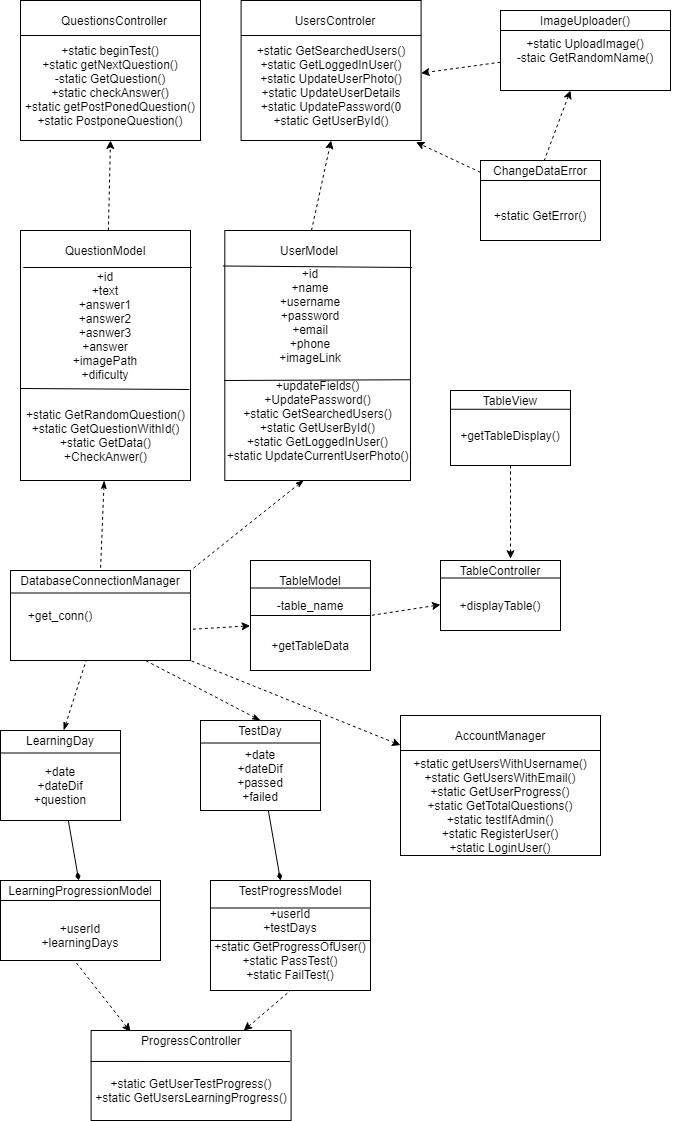 QuestionsController
+static beginTest()
+static getNextQuestion()
-static GetQuestion()
+static checkAnswer()
+static getPostPonedQuestion()
+static PostponeQuestion()
UsersControler
+static GetSearchedUsers()
+static GetLoggedInUser()
+static UpdateUserPhoto()
+static UpdateUserDetails
+static UpdatePassword(0
+static GetUserById()
ImageUploader()
+static UploadImage()
-staic GetRandomName()
ChangeDataError
+static GetError()
QuestionModel
+id
+text
+answer1
+answer2
+asnwer3
+answer
+imagePath
+dificulty
+static GetRandomQuestion()
+static GetQuestionWithId()
+static GetData()
+CheckAnwer()
UserModel
+id
+name
+username
+password
+email
+phone
+imageLink
+updateFields()
+UpdatePassword()
+static GetSearchedUsers()
+static GetUserById()
+static GetLoggedInUser()
+static UpdateCurrentUserPhoto()
TableView
+getTableDisplay()
DatabaseConnectionManager
+get_conn()
TableModel
-table_name
+getTableData
TableController
+displayTable()
LearningDay
+date
+dateDif
+question
TestDay
+date
+dateDif
+passed
+failed
AccountManager
+static getUsersWithUsername()
+static GetUsersWithEmail()
+static GetUserProgress()
+static GetTotalQuestions()
+static testIfAdmin()
+static RegisterUser()
+static LoginUser()
LearningProgressionModel
+userId
+learningDays
TestProgressModel
+userId
+testDays
+static GetProgressOfUser()
+static PassTest()
+static FailTest()
ProgressController
+static GetUserTestProgress()
+static GetUsersLearningProgress()